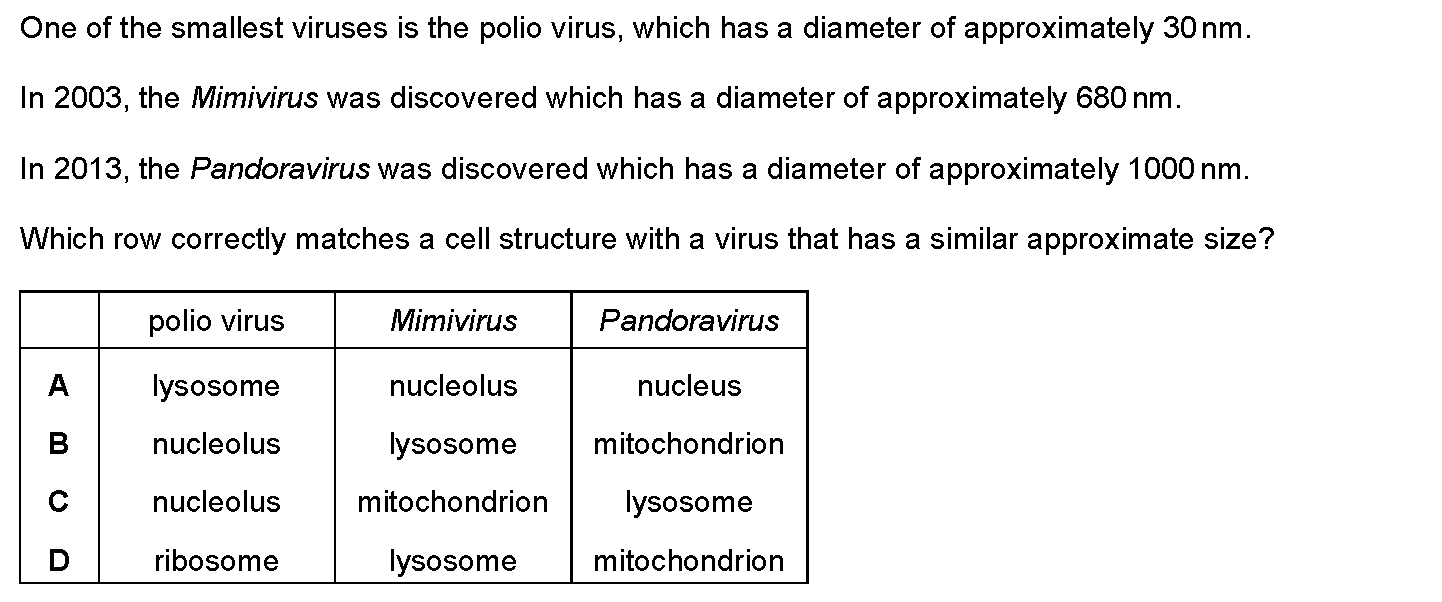 One of the smallest viruses is the polio virus, which has a diameter of approximately 30 nm.
In 2003, the Mimivirus was discovered which has a diameter of approximately 680 nm.
In 2013, the Pandoravirus was discovered which has a diameter of approximately 1000 nm.
Which row correctly matches a cell structure with a virus that has a similar approximate size?
polio virus Mimivirus Pandoravirus
A lysosome nucleolus nucleus
B nucleolus lysosome mitochondrion
C nucleolus mitochondrion lysosome
D ribosome lysosome mitochondrion